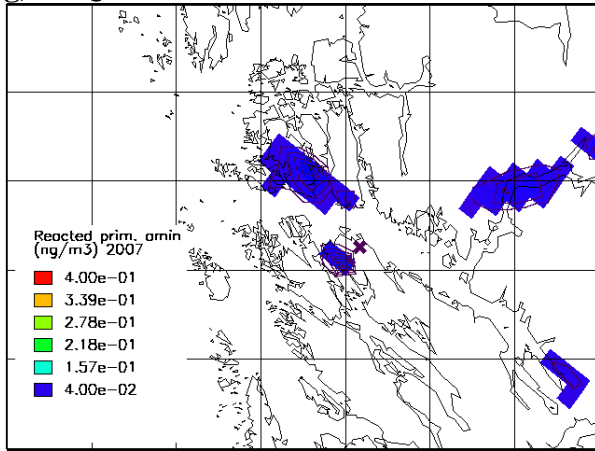 Reacted prim. amin
(ng/m3) 2007
4.00e-01
3.39e-01
2.78e-01
2.18e-01
1.57e-01
4.00e-02